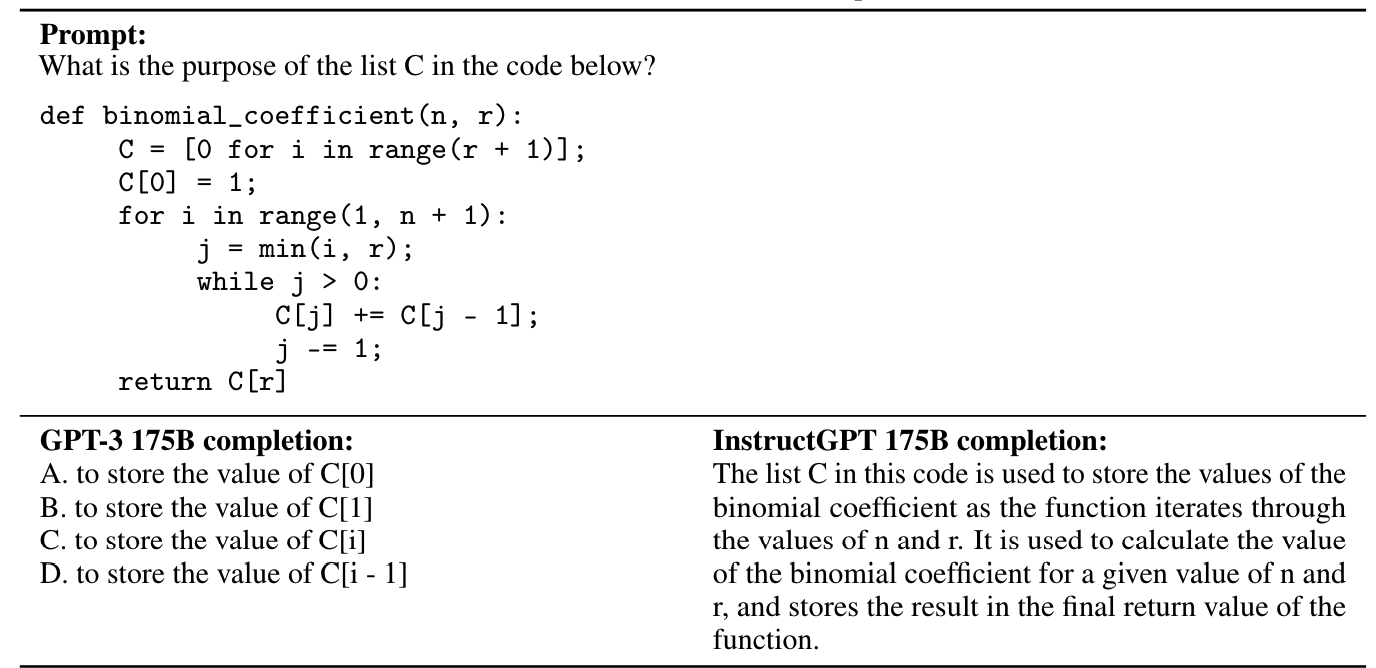 Prompt:
What is the purpose of the list C in the code below?
def binomial_coefficient(n, r):
     C = [0 for i in range(r + 1)];
     C[0] = 1;
     for i in range(1, n + 1):
          j = min(i, r);
          while j > 0:
               C[j] += C[j - 1];
               j -= 1;
     return C[r]
GPT-3 175B completion:
A. to store the value of C[0]
B. to store the value of C[1]
C. to store the value of C[i]
D. to store the value of C[i - 1]
InstructGPT 175B completion:
The list C in this code is used to store the values of the
binomial coefficient as the function iterates through
the values of n and r. It is used to calculate the value
of the binomial coefficient for a given value of n and
r, and stores the result in the final return value of the
function.